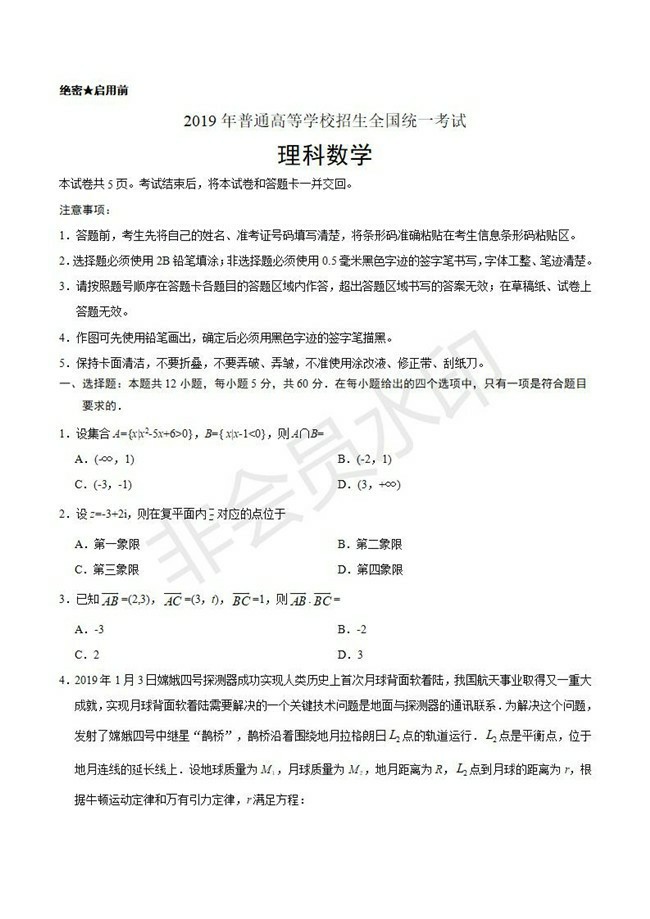 绝密★启用前
2019 年普通高等学校招生全国统一考试
理科数学
本试卷共 5 页。考试结束后，将本试卷和答题卡一并交回。
注意事项：
1．答题前，考生先将自己的姓名、准考证号码填写清楚，将条形码准确粘贴在考生信息条形码粘贴区。
2．选择题必须使用 2B 铅笔填涂；非选择题必须使用 0.5 毫米黑色字迹的签字笔书写，字体工整、笔迹清楚。
3．请按照题号顺序在答题卡各题目的答题区域内作答，超出答题区域书写的答案无效；在草稿纸、试卷上
答题无效。
4．作图可先使用铅笔画出，确定后必须用黑色字迹的签字笔描黑。
5．保持卡面清洁，不要折叠，不要弄破、弄皱，不准使用涂改液、修正带、刮纸刀。
一、选择题：本题共 12 小题，每小题 5 分，共 60 分．在每小题给出的四个选项中，只有一项是符合题目
要求的．
1．设集合 A={x|x²-5x+6>0}，B={ x|x-1<0}，则 A∩B=
A．(-∞，1) B．(-2，1)
C．(-3，-1) D．(3，+∞)
2．设 z=-3+2i，则在复平面内 z̄ 对应的点位于
A．第一象限 B．第二象限
C．第三象限 D．第四象限
3．已知 AB =(2,3)，AC =(3，t)，BC =1，则 AB . BC =
A．-3 B．-2
C．2 D．3
4．2019 年 1 月 3 日嫦娥四号探测器成功实现人类历史上首次月球背面软着陆，我国航天事业取得又一重大
成就，实现月球背面软着陆需要解决的一个关键技术问题是地面与探测器的通讯联系．为解决这个问题，
发射了嫦娥四号中继星“鹊桥”，鹊桥沿着围绕地月拉格朗日 L₂ 点的轨道运行．L₂ 点是平衡点，位于
地月连线的延长线上．设地球质量为 M₁，月球质量为 M₂，地月距离为 R，L₂ 点到月球的距离为 r，根
据牛顿运动定律和万有引力定律，r 满足方程：
非会员水印